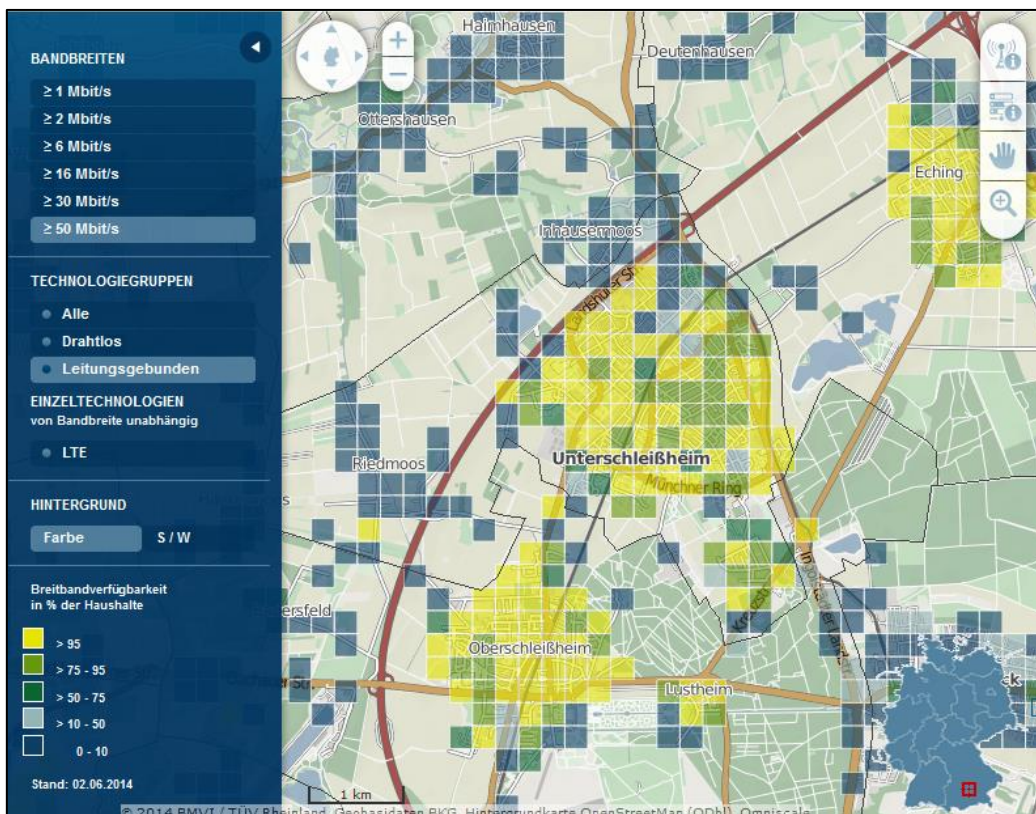 BANDBREITEN
≥ 1 Mbit/s
≥ 2 Mbit/s
≥ 6 Mbit/s
≥ 16 Mbit/s
≥ 30 Mbit/s
≥ 50 Mbit/s
TECHNOLOGIEGRUPPEN
Alle
Drahtlos
Leitungsgebunden
EINZELTECHNOLOGIEN
von Bandbreite unabhängig
LTE
HINTERGRUND
Farbe S / W
Breitbandverfügbarkeit
in % der Haushalte
> 95
> 75 - 95
> 50 - 75
> 10 - 50
0 - 10
Stand: 02.06.2014
Haimhausen
Deutenhausen
Ottershausen
Eching
Inhausermoos
Landshuter Str.
Unterschleißheim
Münchner Ring
Riedmoos
Oberschleißheim
Lustheim
1 km
© 2014 BMVI / TÜV Rheinland, Geobasisdaten BKG, Hintergrundkarte OpenStreetMap (ODbL), Omniscale